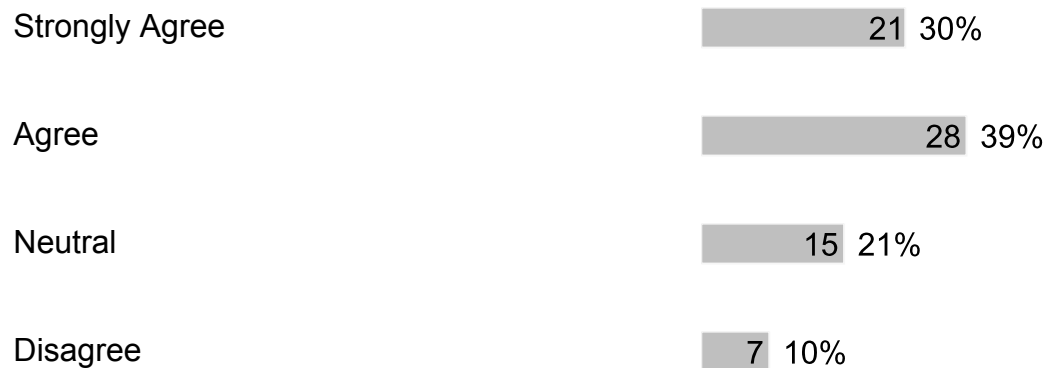 Strongly Agree 21 30%
Agree 28 39%
Neutral 15 21%
Disagree 7 10%